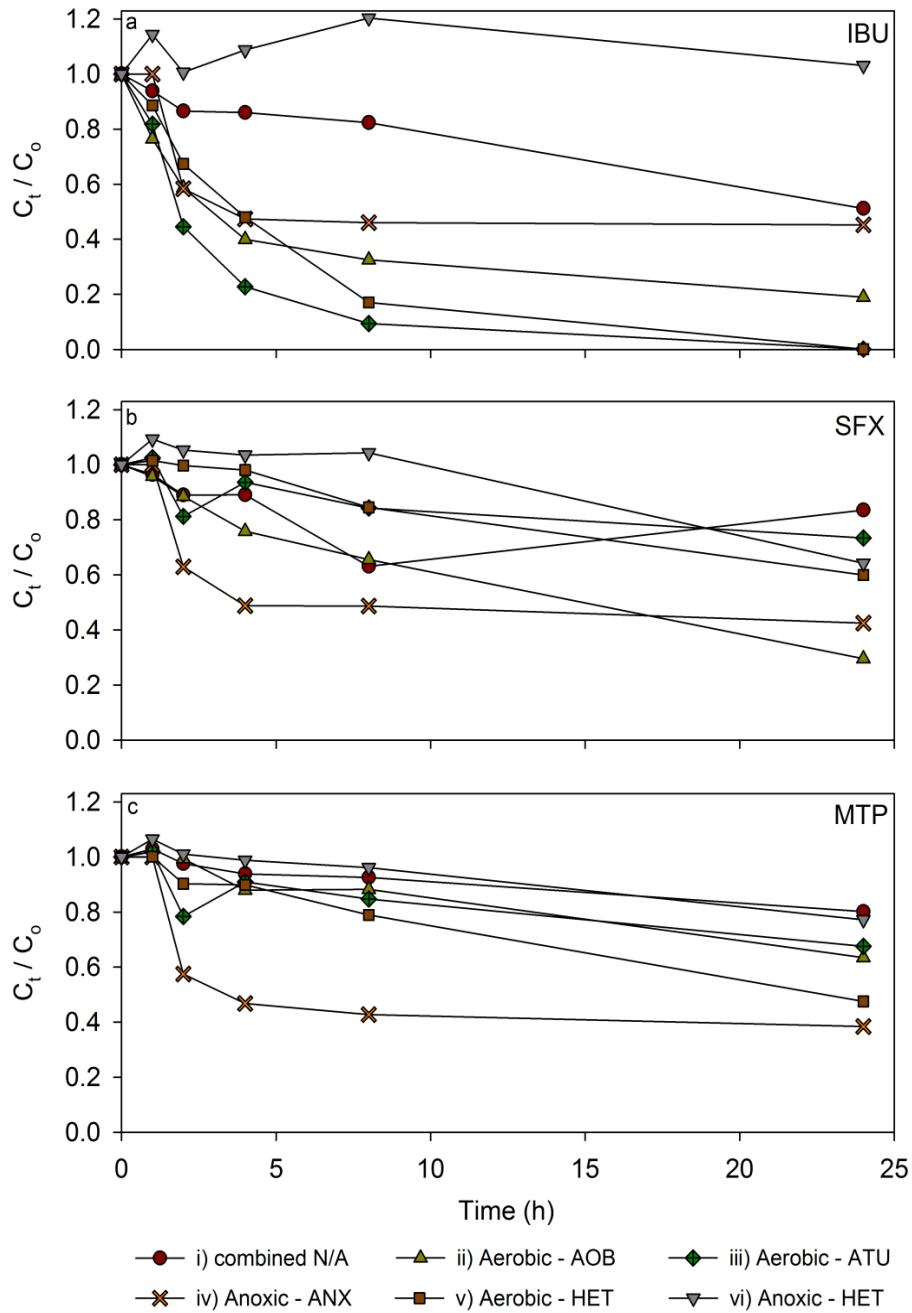 a
IBU
1.2
1.0
0.8
0.6
0.4
0.2
0.0
Ct / Co
b
SFX
1.2
1.0
0.8
0.6
0.4
0.2
0.0
Ct / Co
c
MTP
1.2
1.0
0.8
0.6
0.4
0.2
0.0
Ct / Co
0 5 10 15 20 25
Time (h)
i) combined N/A ii) Aerobic - AOB iii) Aerobic - ATU
iv) Anoxic - ANX v) Aerobic - HET vi) Anoxic - HET